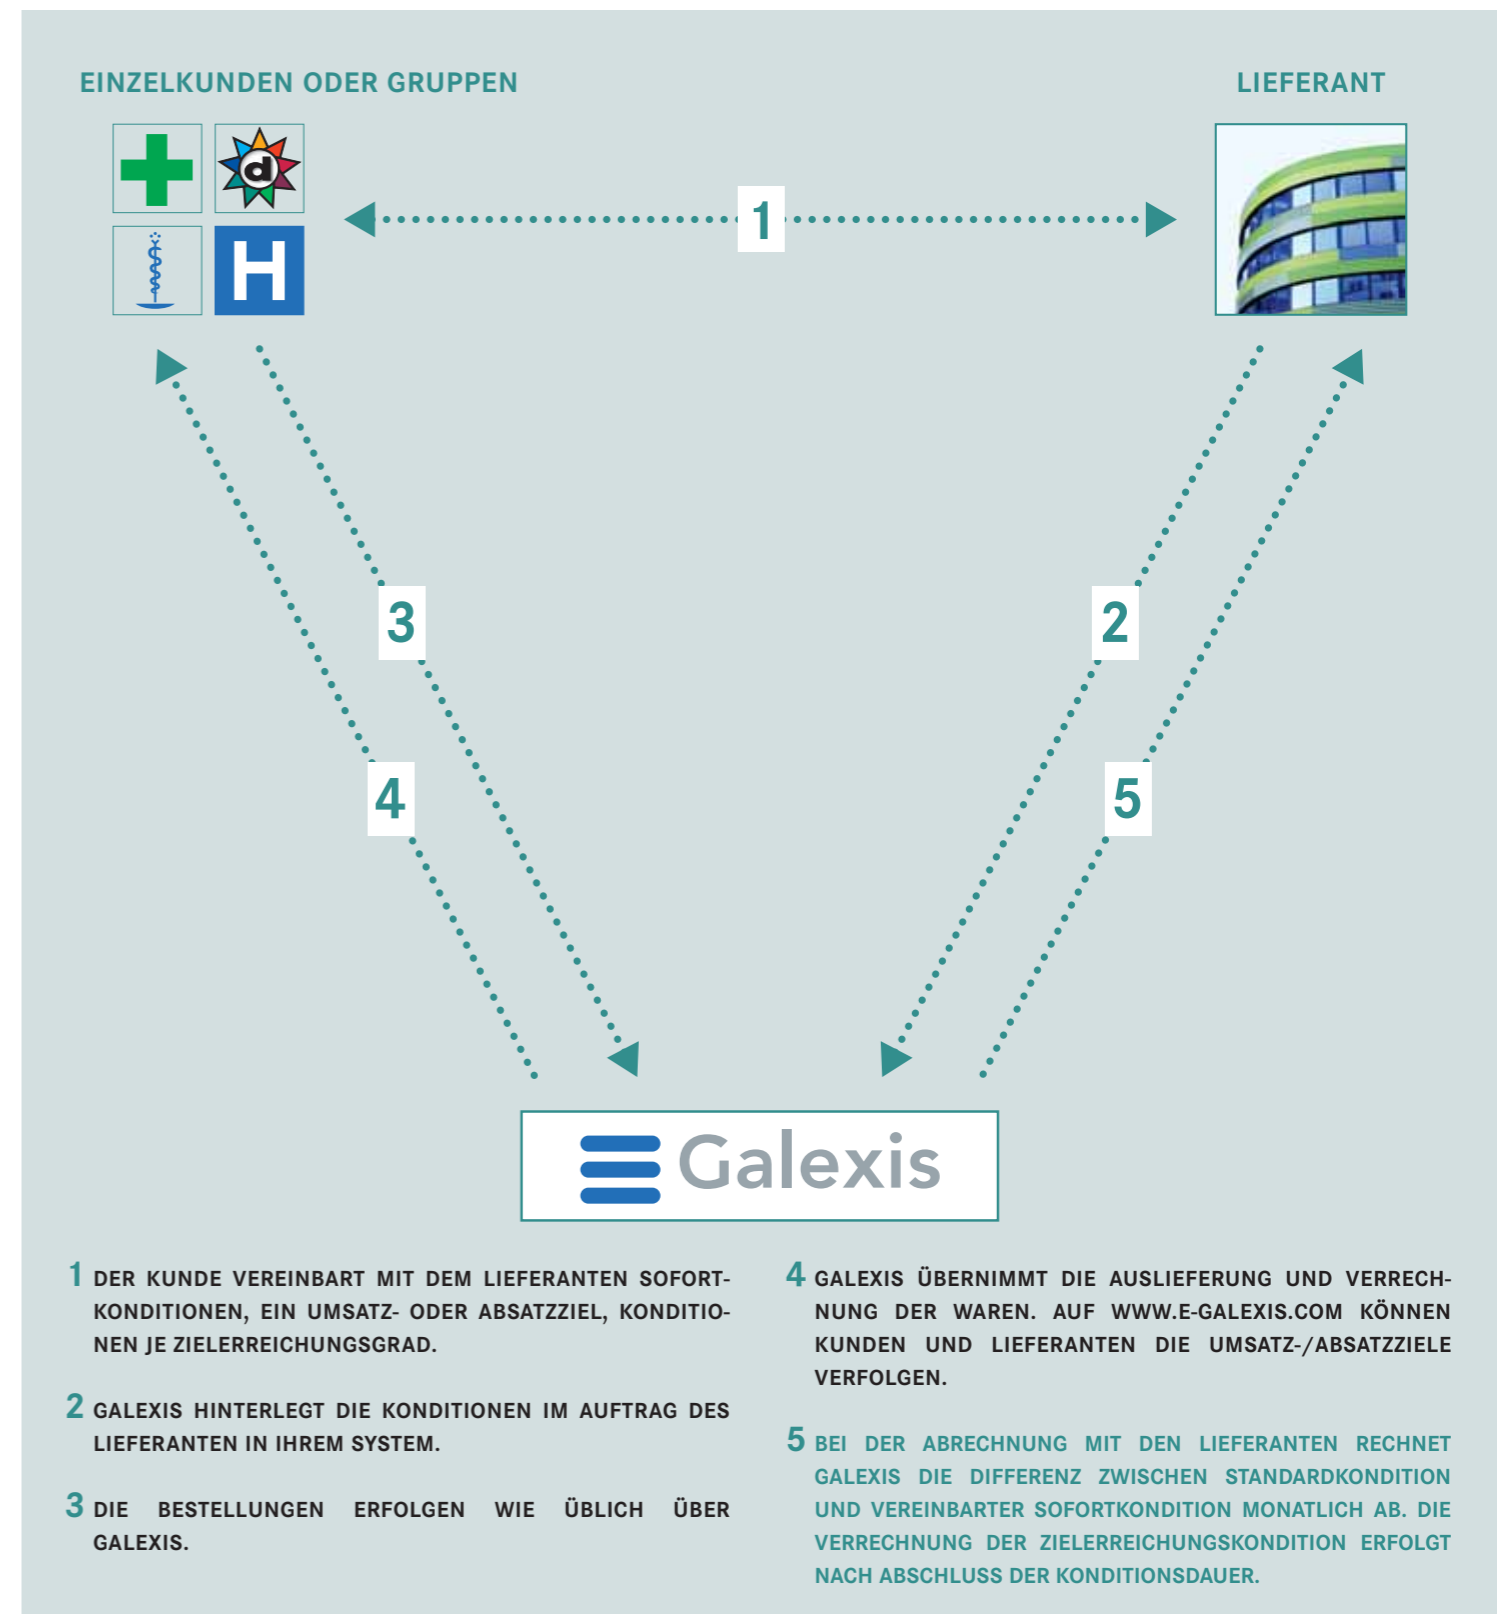 EINZELKUNDEN ODER GRUPPEN
LIEFERANT
d
H
1
3
2
4
5
Galexis
1 DER KUNDE VEREINBART MIT DEM LIEFERANTEN SOFORT-
KONDITIONEN, EIN UMSATZ- ODER ABSATZZIEL, KONDITIO-
NEN JE ZIELERREICHUNGSGRAD.
2 GALEXIS HINTERLEGT DIE KONDITIONEN IM AUFTRAG DES
LIEFERANTEN IN IHREM SYSTEM.
3 DIE BESTELLUNGEN ERFOLGEN WIE ÜBLICH ÜBER
GALEXIS.
4 GALEXIS ÜBERNIMMT DIE AUSLIEFERUNG UND VERRECH-
NUNG DER WAREN. AUF WWW.E-GALEXIS.COM KÖNNEN
KUNDEN UND LIEFERANTEN DIE UMSATZ-/ABSATZZIELE
VERFOLGEN.
5 BEI DER ABRECHNUNG MIT DEN LIEFERANTEN RECHNET
GALEXIS DIE DIFFERENZ ZWISCHEN STANDARDKONDITION
UND VEREINBARTER SOFORTKONDITION MONATLICH AB. DIE
VERRECHNUNG DER ZIELERREICHUNGSKONDITION ERFOLGT
NACH ABSCHLUSS DER KONDITIONSDAUER.